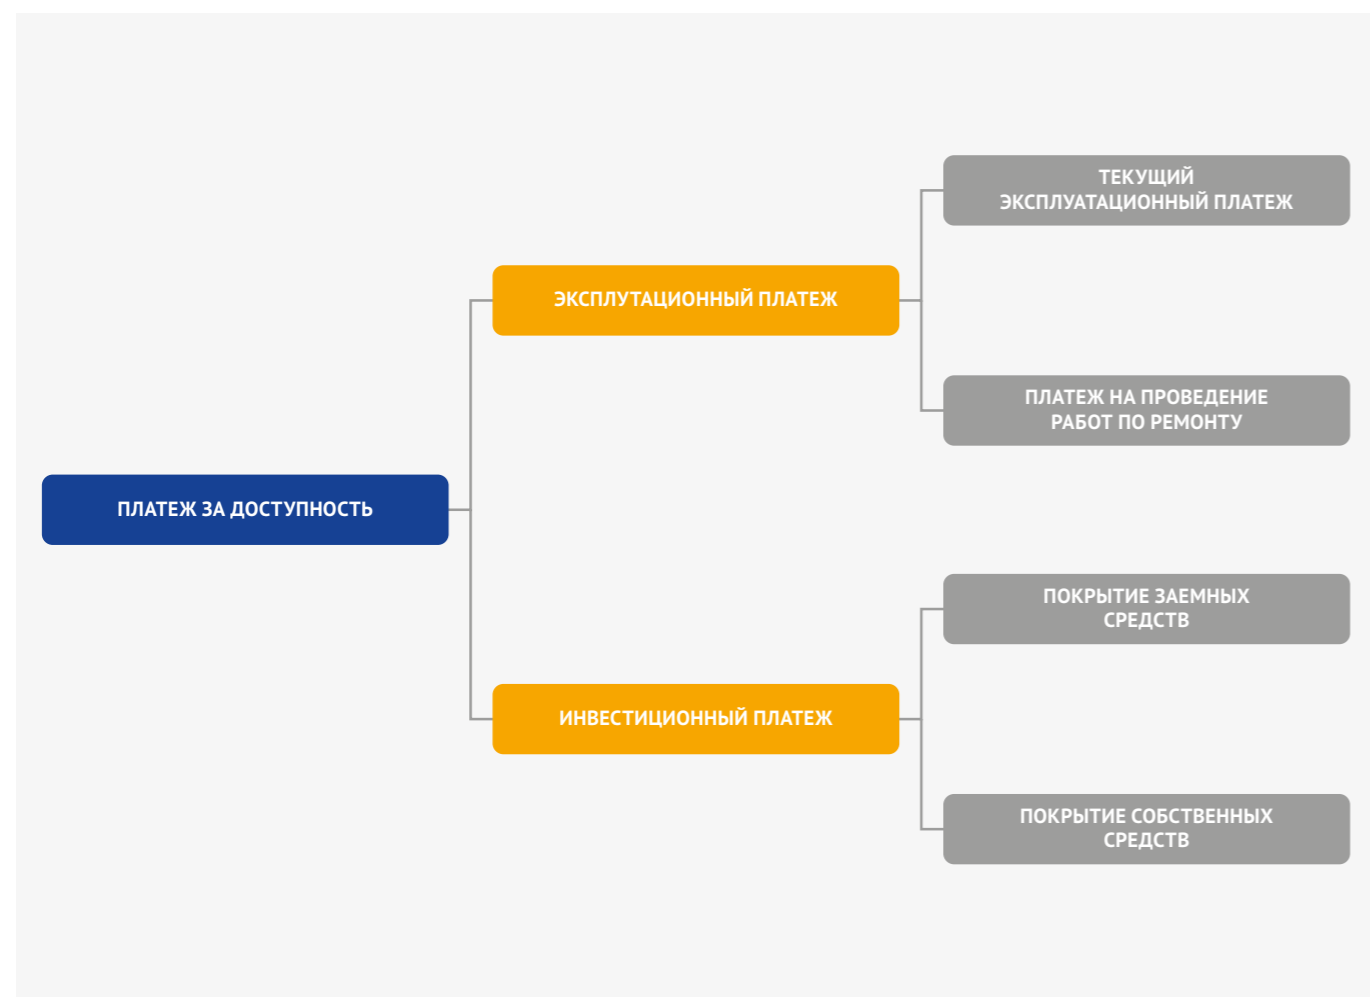 ТЕКУЩИЙ
ЭКСПЛУАТАЦИОННЫЙ ПЛАТЕЖ
ЭКСПЛУТАЦИОННЫЙ ПЛАТЕЖ
ПЛАТЕЖ НА ПРОВЕДЕНИЕ
РАБОТ ПО РЕМОНТУ
ПЛАТЕЖ ЗА ДОСТУПНОСТЬ
ПОКРЫТИЕ ЗАЕМНЫХ
СРЕДСТВ
ИНВЕСТИЦИОННЫЙ ПЛАТЕЖ
ПОКРЫТИЕ СОБСТВЕННЫХ
СРЕДСТВ